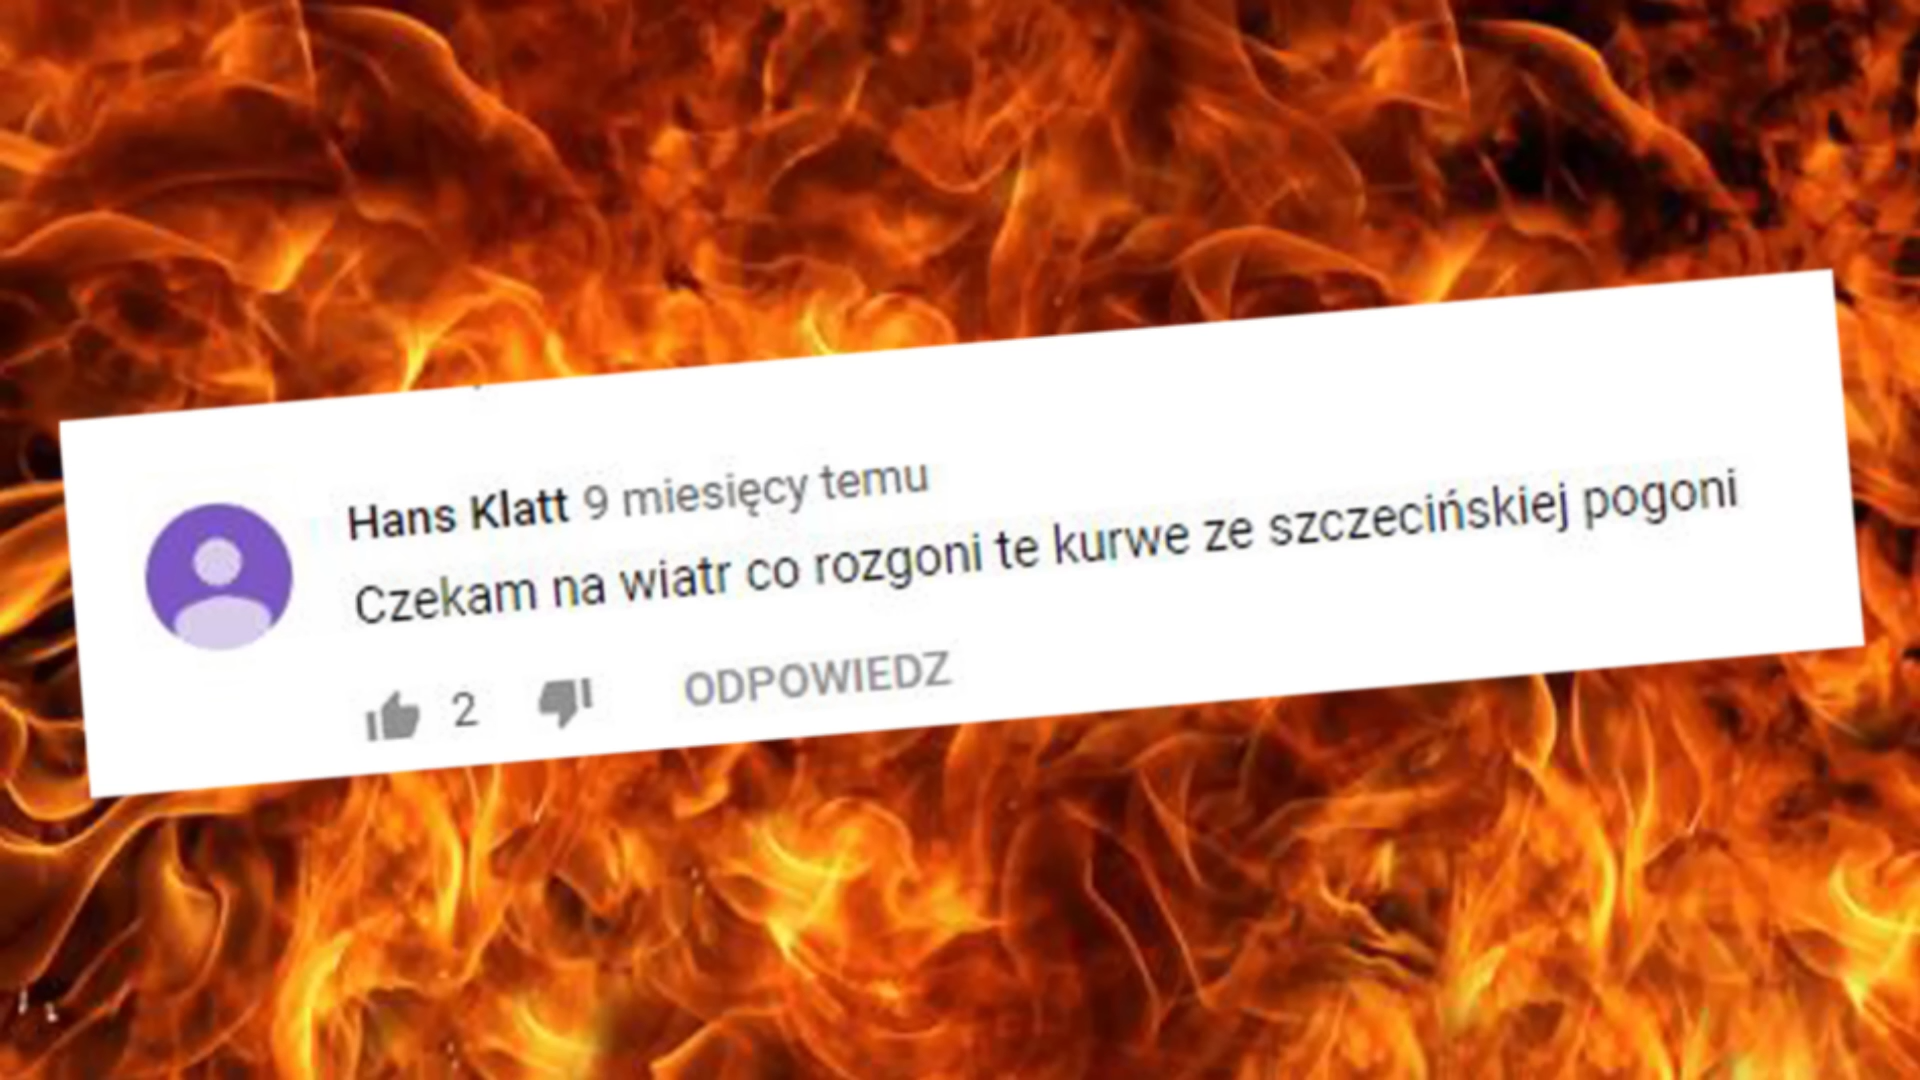 Hans Klatt 9 miesięcy temu
Czekam na wiatr co rozgoni te kurwe ze szczecińskiej pogoni
2 ODPOWIEDZ